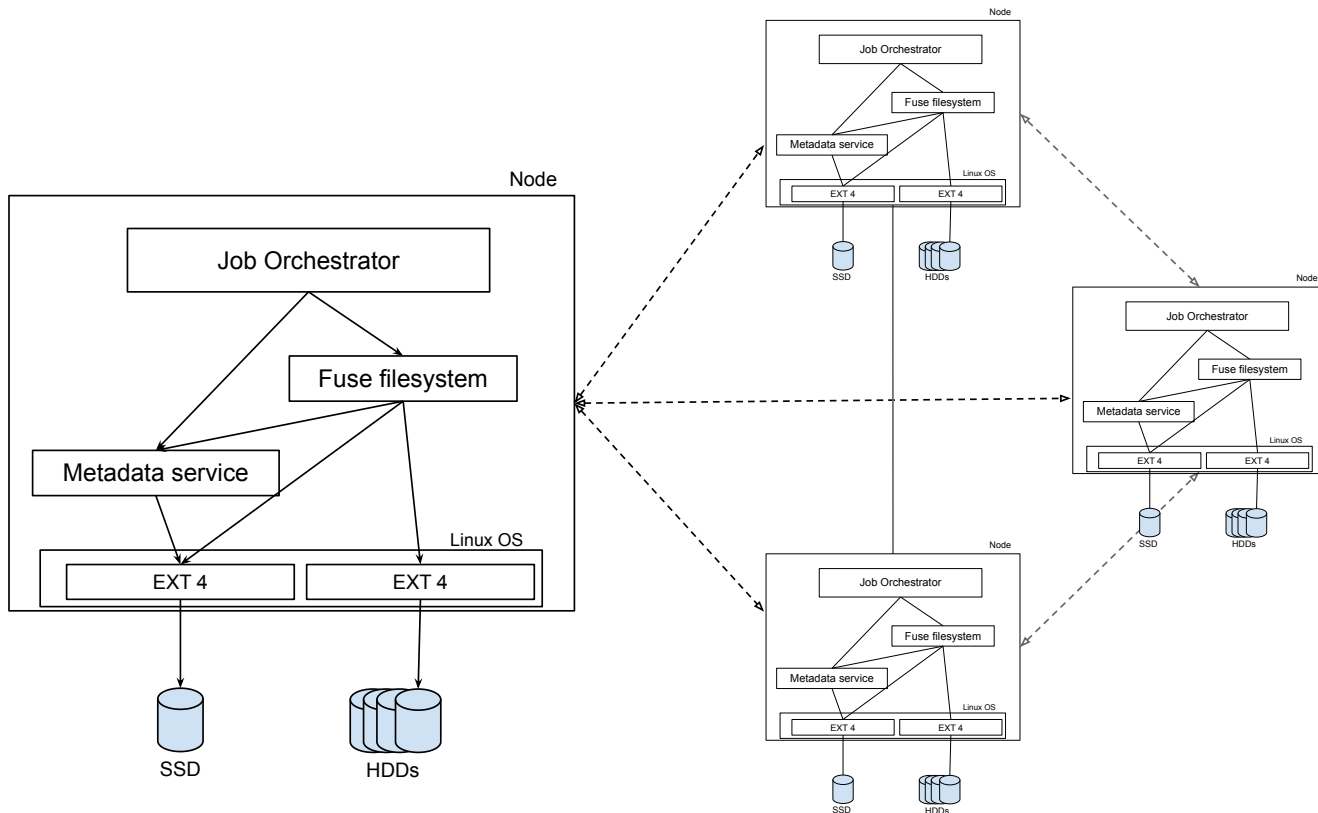 Node
Job Orchestrator
Fuse filesystem
Metadata service
Linux OS
EXT 4
EXT 4
SSD
HDDs
Node
Job Orchestrator
Fuse filesystem
Metadata service
Linux OS
EXT 4
EXT 4
SSD
HDDs
Node
Job Orchestrator
Fuse filesystem
Metadata service
Linux OS
EXT 4
EXT 4
SSD
HDDs
Node
Job Orchestrator
Fuse filesystem
Metadata service
Linux OS
EXT 4
EXT 4
SSD
HDDs